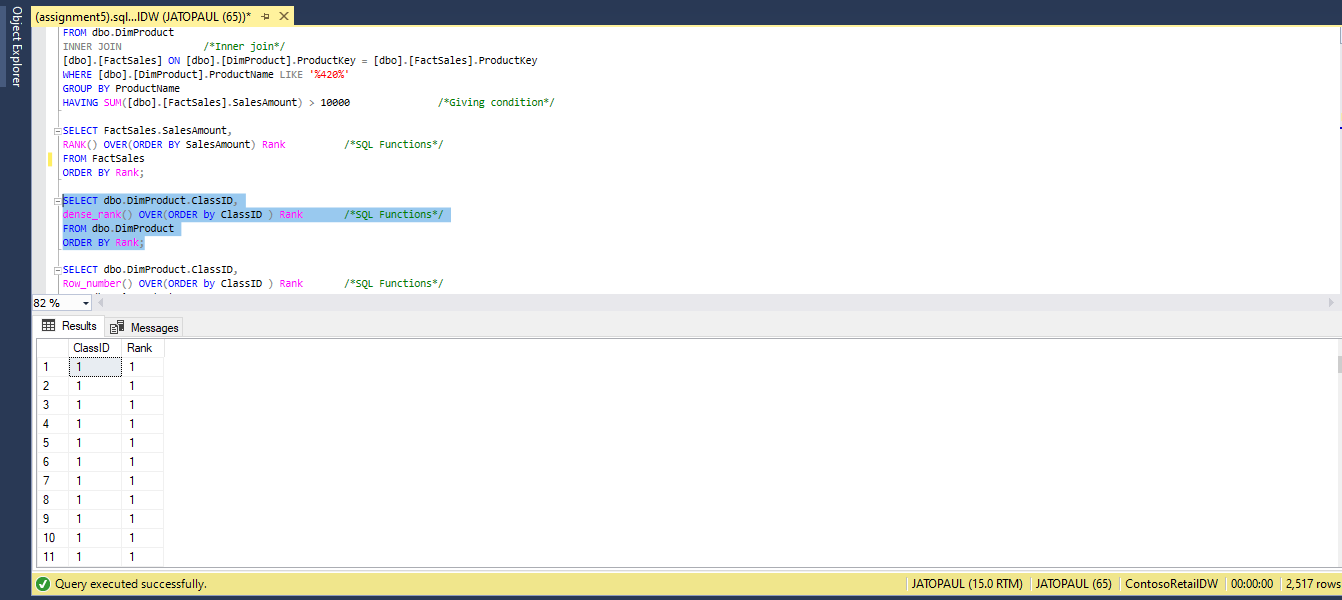 Object Explorer
(assignment5).sql...IDW (JATOPAUL (65))*
FROM dbo.DimProduct
INNER JOIN /*Inner join*/
[dbo].[FactSales] ON [dbo].[DimProduct].ProductKey = [dbo].[FactSales].ProductKey
WHERE [dbo].[DimProduct].ProductName LIKE '%420%'
GROUP BY ProductName
HAVING SUM([dbo].[FactSales].SalesAmount) > 10000 /*Giving condition*/
SELECT FactSales.SalesAmount,
RANK() OVER(ORDER BY SalesAmount) Rank /*SQL Functions*/
FROM FactSales
ORDER BY Rank;
SELECT dbo.DimProduct.ClassID,
dense_rank() OVER(ORDER by ClassID ) Rank /*SQL Functions*/
FROM dbo.DimProduct
ORDER BY Rank;
SELECT dbo.DimProduct.ClassID,
Row_number() OVER(ORDER by ClassID ) Rank /*SQL Functions*/
82 %
Results Messages
ClassID Rank
1 1 1
2 1 1
3 1 1
4 1 1
5 1 1
6 1 1
7 1 1
8 1 1
9 1 1
10 1 1
11 1 1
Query executed successfully. JATOPAUL (15.0 RTM) JATOPAUL (65) ContosoRetailDW 00:00:00 2,517 rows